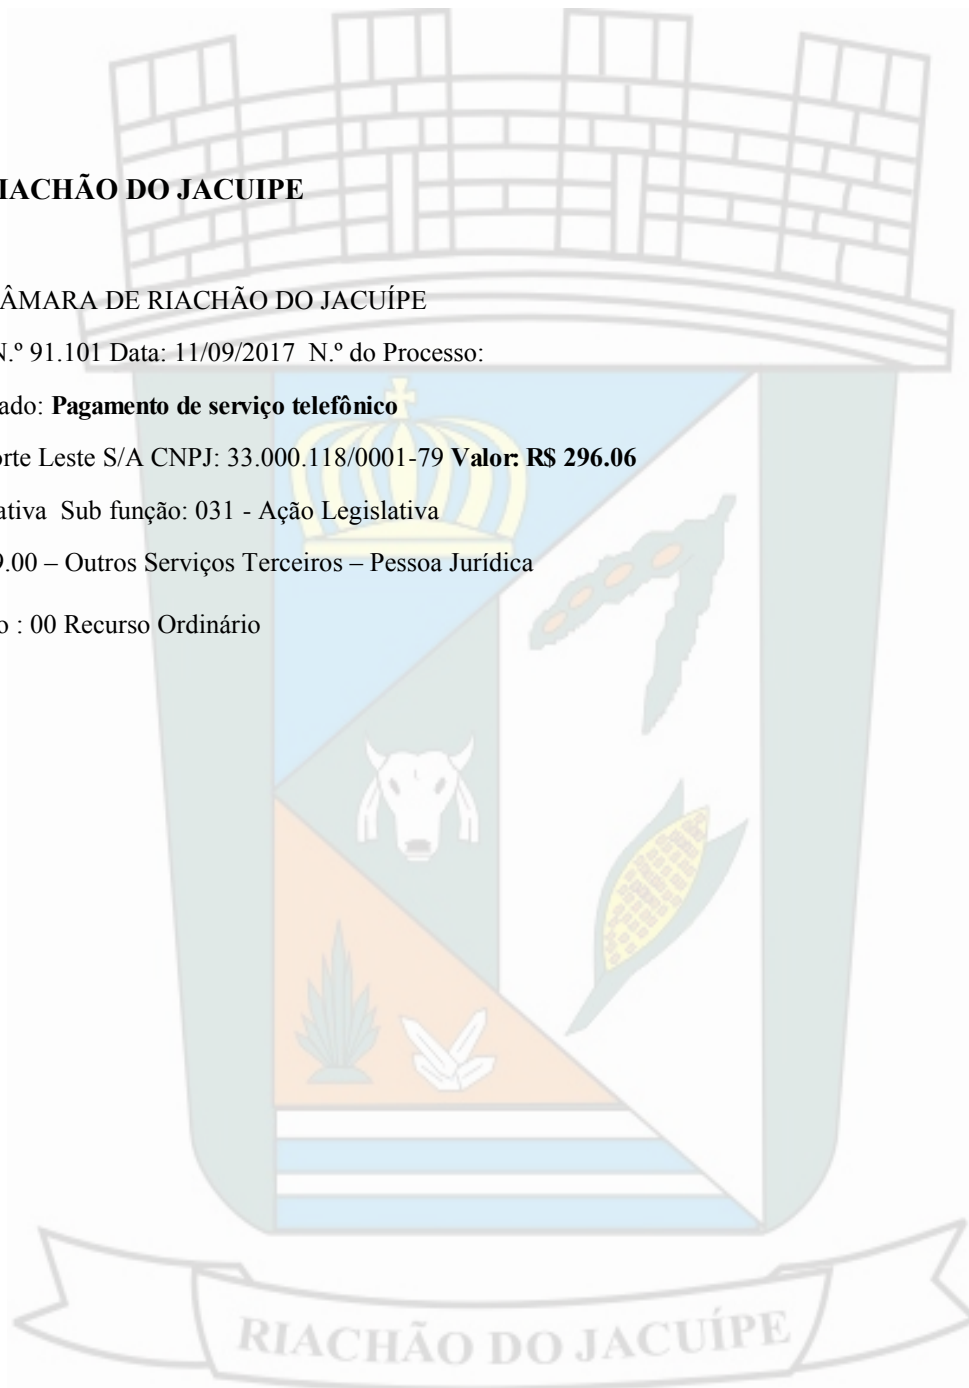 IACHÃO DO JACUIPE
ÂMARA DE RIACHÃO DO JACUÍPE
N.º 91.101 Data: 11/09/2017 N.º do Processo:
ado: Pagamento de serviço telefônico
orte Leste S/A CNPJ: 33.000.118/0001-79 Valor: R$ 296.06
ativa Sub função: 031 - Ação Legislativa
9.00 – Outros Serviços Terceiros – Pessoa Jurídica
o : 00 Recurso Ordinário
RIACHÃO DO JACUÍPE